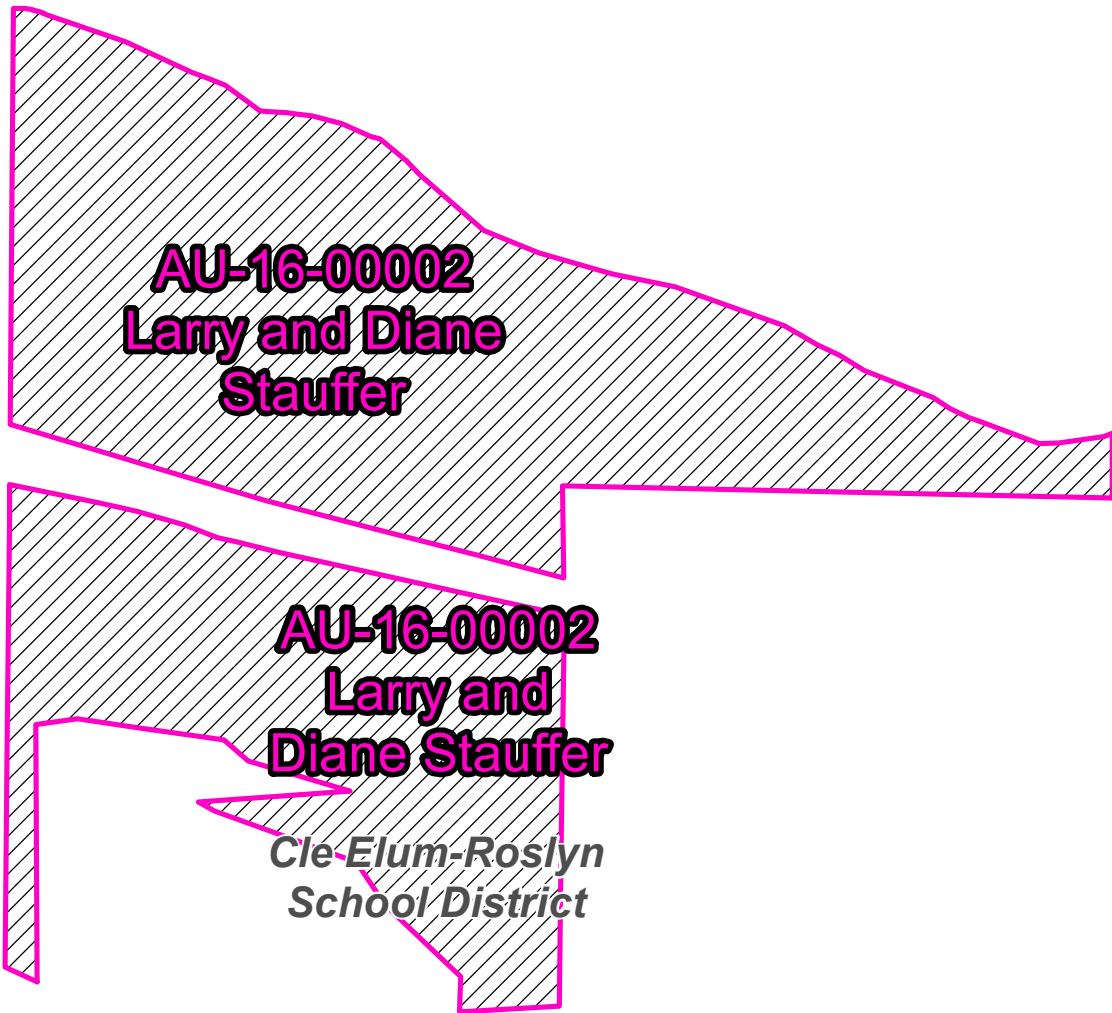 AU-16-00002
Larry and Diane
Stauffer
AU-16-00002
Larry and
Diane Stauffer
Cle Elum-Roslyn
School District